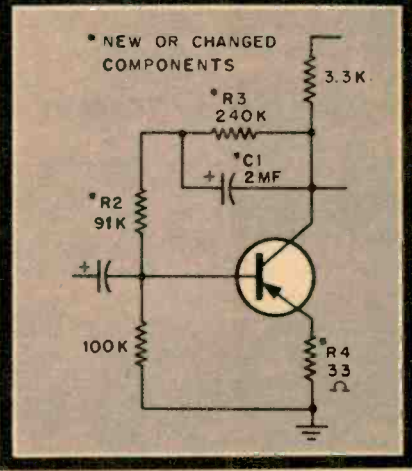 * NEW OR CHANGED
COMPONENTS
3.3K
*R3
240K
*C1
+ 2MF
*R2
91K
+
100K
*R4
33
Ω